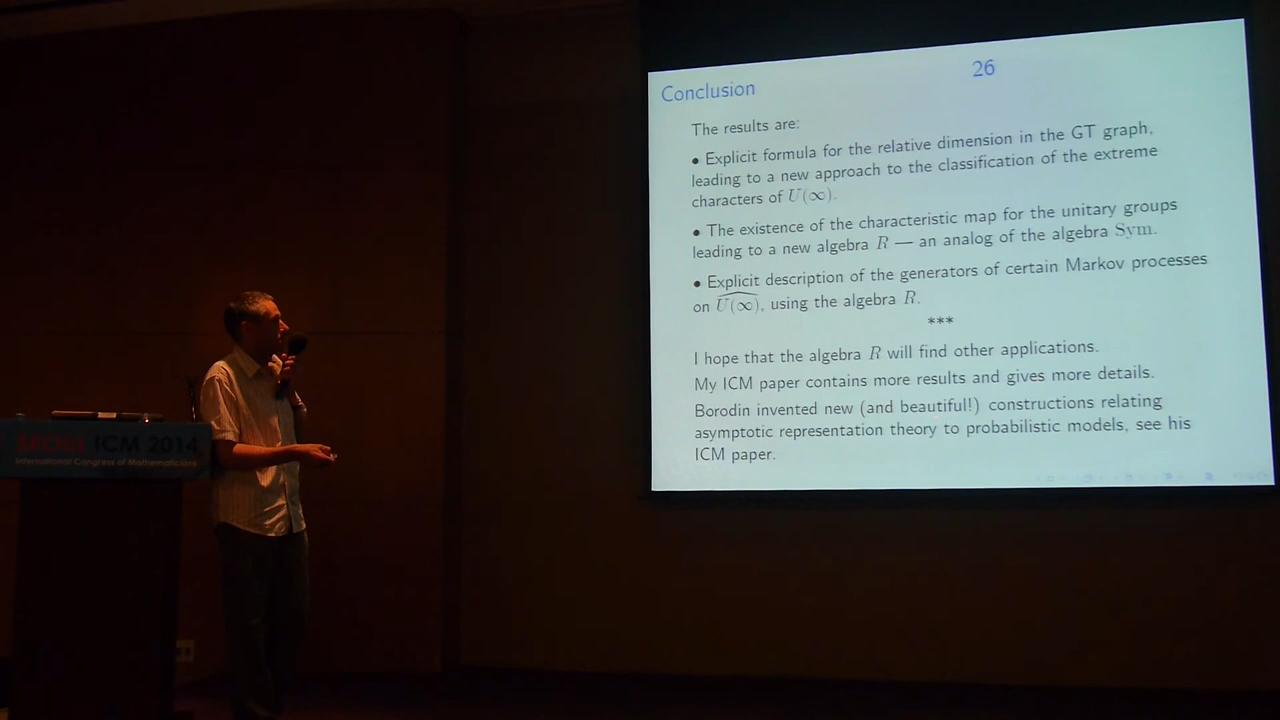 26
Conclusion
The results are:
• Explicit formula for the relative dimension in the GT graph,
leading to a new approach to the classification of the extreme
characters of U(∞).
• The existence of the characteristic map for the unitary groups
leading to a new algebra R — an analog of the algebra Sym.
• Explicit description of the generators of certain Markov processes
on \widehat{U(∞)}, using the algebra R.
***
I hope that the algebra R will find other applications.
My ICM paper contains more results and gives more details.
Borodin invented new (and beautiful!) constructions relating
asymptotic representation theory to probabilistic models, see his
ICM paper.
SEOUL ICM 2014
International Congress of Mathematicians